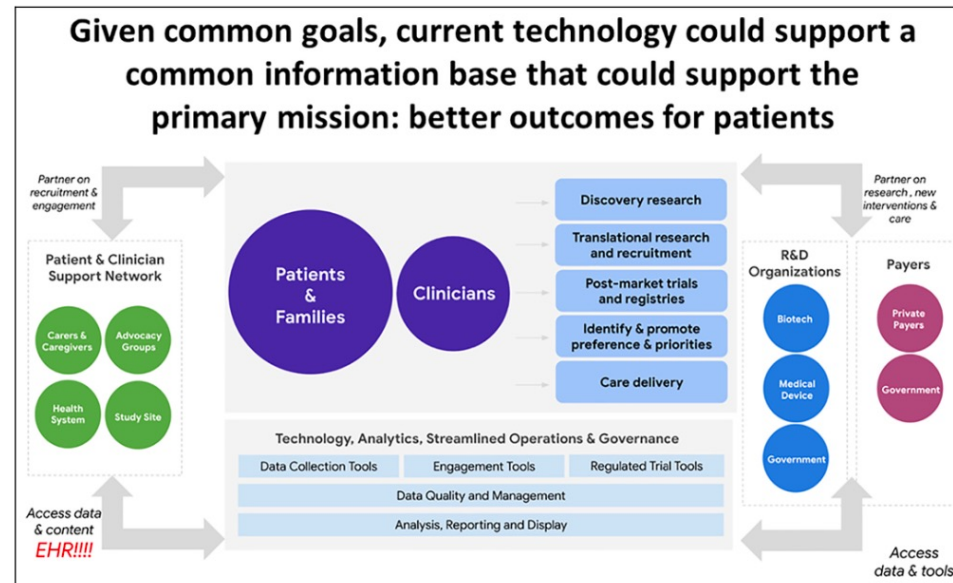 Given common goals, current technology could support a
common information base that could support the
primary mission: better outcomes for patients
Partner on
recruitment &
engagement
Patient & Clinician
Support Network
Carers &
Caregivers
Advocacy
Groups
Health
System
Study Site
Access data
& content
EHR!!!!
Patients
&
Families
Clinicians
Discovery research
Translational research
and recruitment
Post-market trials
and registries
Identify & promote
preference & priorities
Care delivery
Technology, Analytics, Streamlined Operations & Governance
Data Collection Tools
Engagement Tools
Regulated Trial Tools
Data Quality and Management
Analysis, Reporting and Display
Partner on
research, new
interventions &
care
R&D
Organizations
Biotech
Medical
Device
Government
Payers
Private
Payers
Government
Access
data & tools